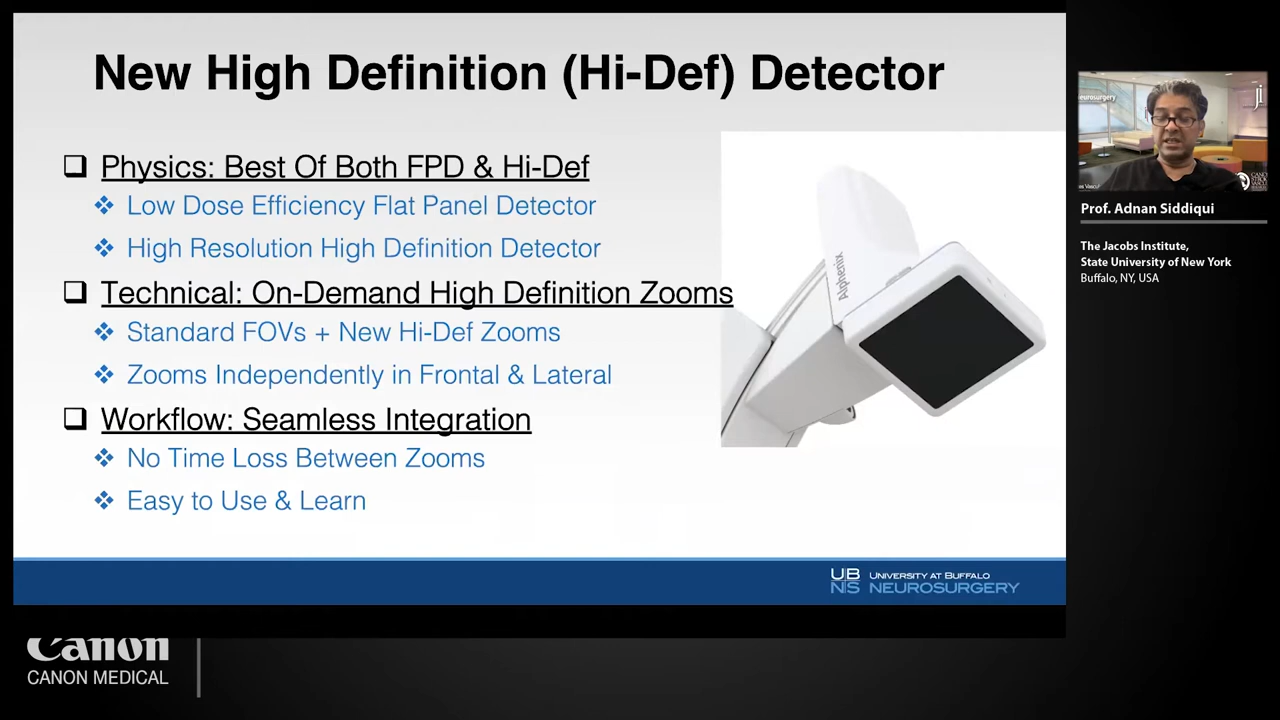 New High Definition (Hi-Def) Detector
Physics: Best Of Both FPD & Hi-Def
Low Dose Efficiency Flat Panel Detector
High Resolution High Definition Detector
Technical: On-Demand High Definition Zooms
Standard FOVs + New Hi-Def Zooms
Zooms Independently in Frontal & Lateral
Workflow: Seamless Integration
No Time Loss Between Zooms
Easy to Use & Learn
Alphenix
UB
NS
UNIVERSITY AT BUFFALO
NEUROSURGERY
Canon
CANON MEDICAL
ji
Prof. Adnan Siddiqui
The Jacobs Institute,
State University of New York
Buffalo, NY, USA